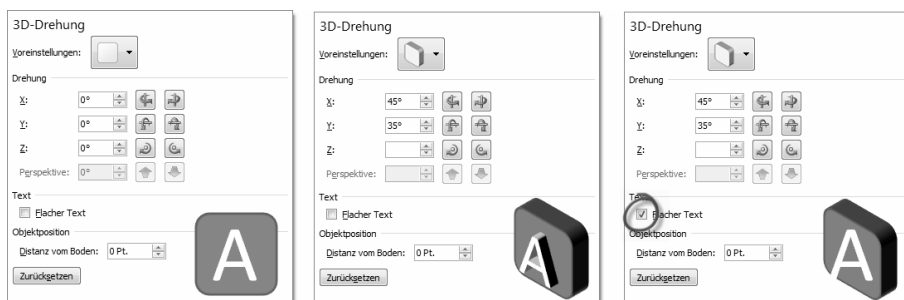 3D-Drehung
Voreinstellungen:
Drehung
X: 0°
Y: 0°
Z: 0°
Perspektive: 0°
Text
Flacher Text
Objektposition
Distanz vom Boden: 0 Pt.
Zurücksetzen
A
3D-Drehung
Voreinstellungen:
Drehung
X: 45°
Y: 35°
Z:
Perspektive:
Text
Flacher Text
Objektposition
Distanz vom Boden: 0 Pt.
Zurücksetzen
A
3D-Drehung
Voreinstellungen:
Drehung
X: 45°
Y: 35°
Z:
Perspektive:
Text
Flacher Text
Objektposition
Distanz vom Boden: 0 Pt.
Zurücksetzen
A